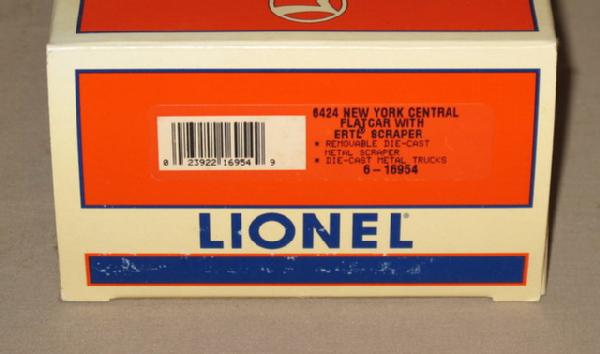 6424 NEW YORK CENTRAL
FLATCAR WITH
ERTL® SCRAPER
* REMOVABLE DIE-CAST
METAL SCRAPER
* DIE-CAST METAL TRUCKS
6-16954
0 23922 16954 9
LIONEL®